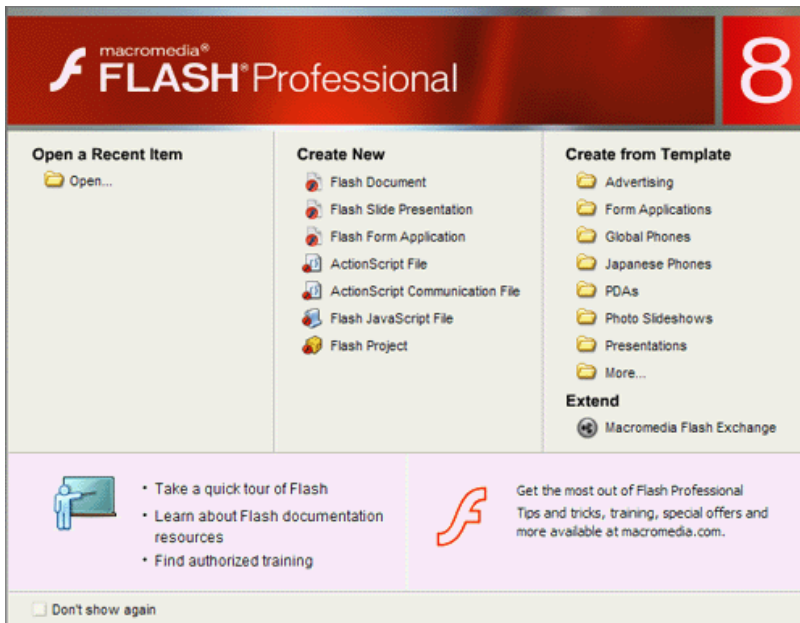 macromedia®
FLASH® Professional
8
Open a Recent Item
Open...
Create New
Flash Document
Flash Slide Presentation
Flash Form Application
ActionScript File
ActionScript Communication File
Flash JavaScript File
Flash Project
Create from Template
Advertising
Form Applications
Global Phones
Japanese Phones
PDAs
Photo Slideshows
Presentations
More...
Extend
Macromedia Flash Exchange
• Take a quick tour of Flash
• Learn about Flash documentation
resources
• Find authorized training
Get the most out of Flash Professional
Tips and tricks, training, special offers and
more available at macromedia.com.
Don't show again